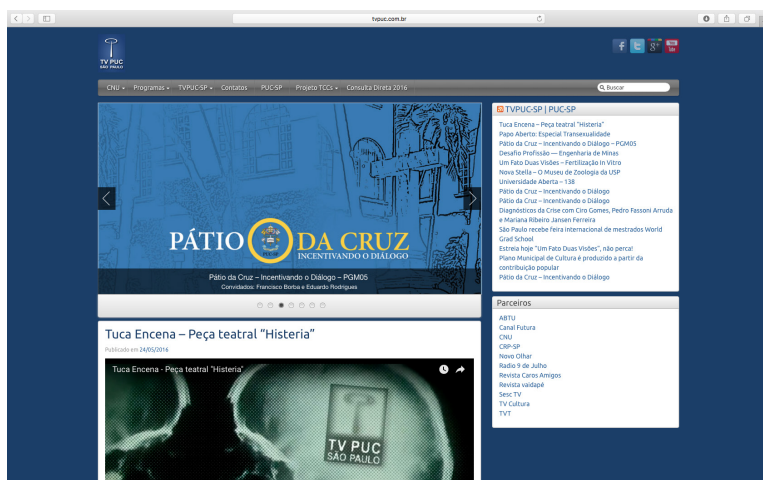 tvpuc.com.br
TV PUC
SÃO PAULO
CNU Programas TVPUC-SP Contatos PUC-SP Projeto TCCs Consulta Direta 2016
Buscar
PÁTIO DA CRUZ
INCENTIVANDO O DIÁLOGO
Pátio da Cruz – Incentivando o Diálogo – PGM05
Convidados: Francisco Borba e Eduardo Rodrigues
Tuca Encena – Peça teatral “Histeria”
Publicado em 24/05/2016
Tuca Encena - Peça teatral "Histeria"
TV PUC
SÃO PAULO
TVPUC-SP | PUC-SP
Tuca Encena – Peça teatral “Histeria”
Papo Aberto: Especial Transexualidade
Pátio da Cruz – Incentivando o Diálogo – PGM05
Desafio Profissão — Engenharia de Minas
Um Fato Duas Visões – Fertilização In Vitro
Nova Stella – O Museu de Zoologia da USP
Universidade Aberta – 138
Pátio da Cruz – Incentivando o Diálogo
Pátio da Cruz – Incentivando o Diálogo
Diagnósticos da Crise com Ciro Gomes, Pedro Fassoni Arruda
e Mariana Ribeiro Jansen Ferreira
São Paulo recebe feira internacional de mestrados World
Grad School
Estreia hoje “Um Fato Duas Visões”, não perca!
Plano Municipal de Cultura é produzido a partir da
contribuição popular
Pátio da Cruz – Incentivando o Diálogo
Parceiros
ABTU
Canal Futura
CNU
CRP-SP
Novo Olhar
Radio 9 de Julho
Revista Caros Amigos
Revista vaidapé
Sesc TV
TV Cultura
TVT